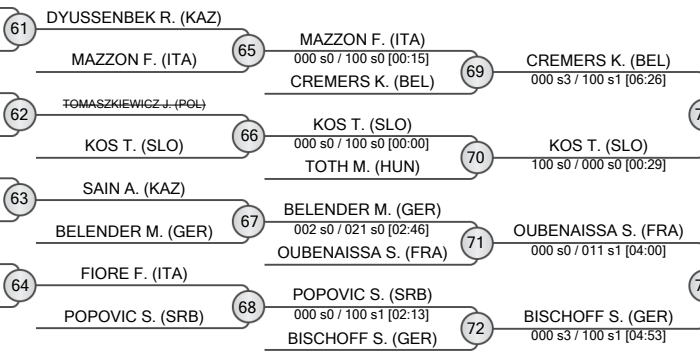 61
DYUSSENBEK R. (KAZ)
MAZZON F. (ITA)
65
MAZZON F. (ITA)
000 s0 / 100 s0 [00:15]
CREMERS K. (BEL)
69
CREMERS K. (BEL)
000 s3 / 100 s1 [06:26]
62
TOMASZKIEWICZ J. (POL)
KOS T. (SLO)
66
KOS T. (SLO)
000 s0 / 100 s0 [00:00]
TOTH M. (HUN)
70
KOS T. (SLO)
100 s0 / 000 s0 [00:29]
63
SAIN A. (KAZ)
BELENDER M. (GER)
67
BELENDER M. (GER)
002 s0 / 021 s0 [02:46]
OUBENAISSA S. (FRA)
71
OUBENAISSA S. (FRA)
000 s0 / 011 s1 [04:00]
64
FIORE F. (ITA)
POPOVIC S. (SRB)
68
POPOVIC S. (SRB)
000 s0 / 100 s1 [02:13]
BISCHOFF S. (GER)
72
BISCHOFF S. (GER)
000 s3 / 100 s1 [04:53]